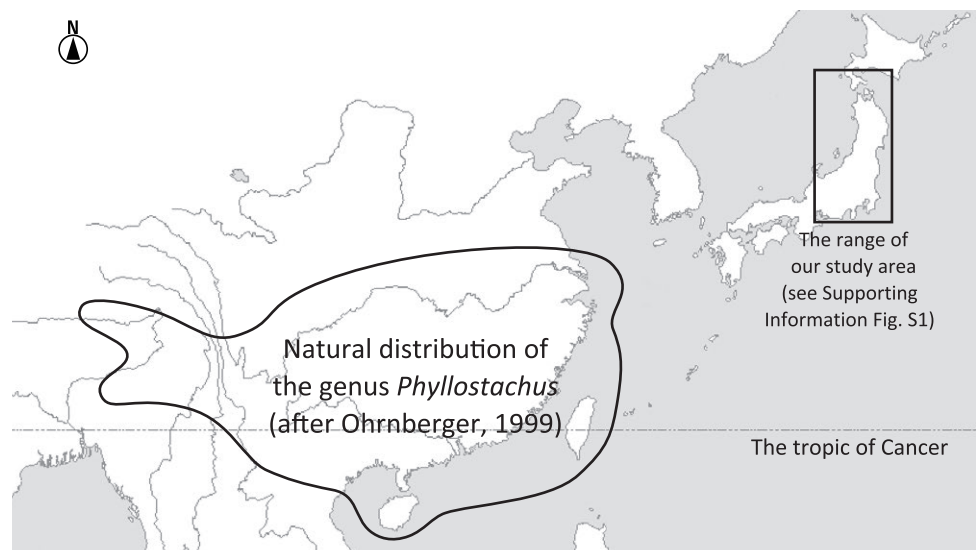 N
The range of
our study area
(see Supporting
Information Fig. S1)
Natural distribution of
the genus Phyllostachus
(after Ohrnberger, 1999)
The tropic of Cancer